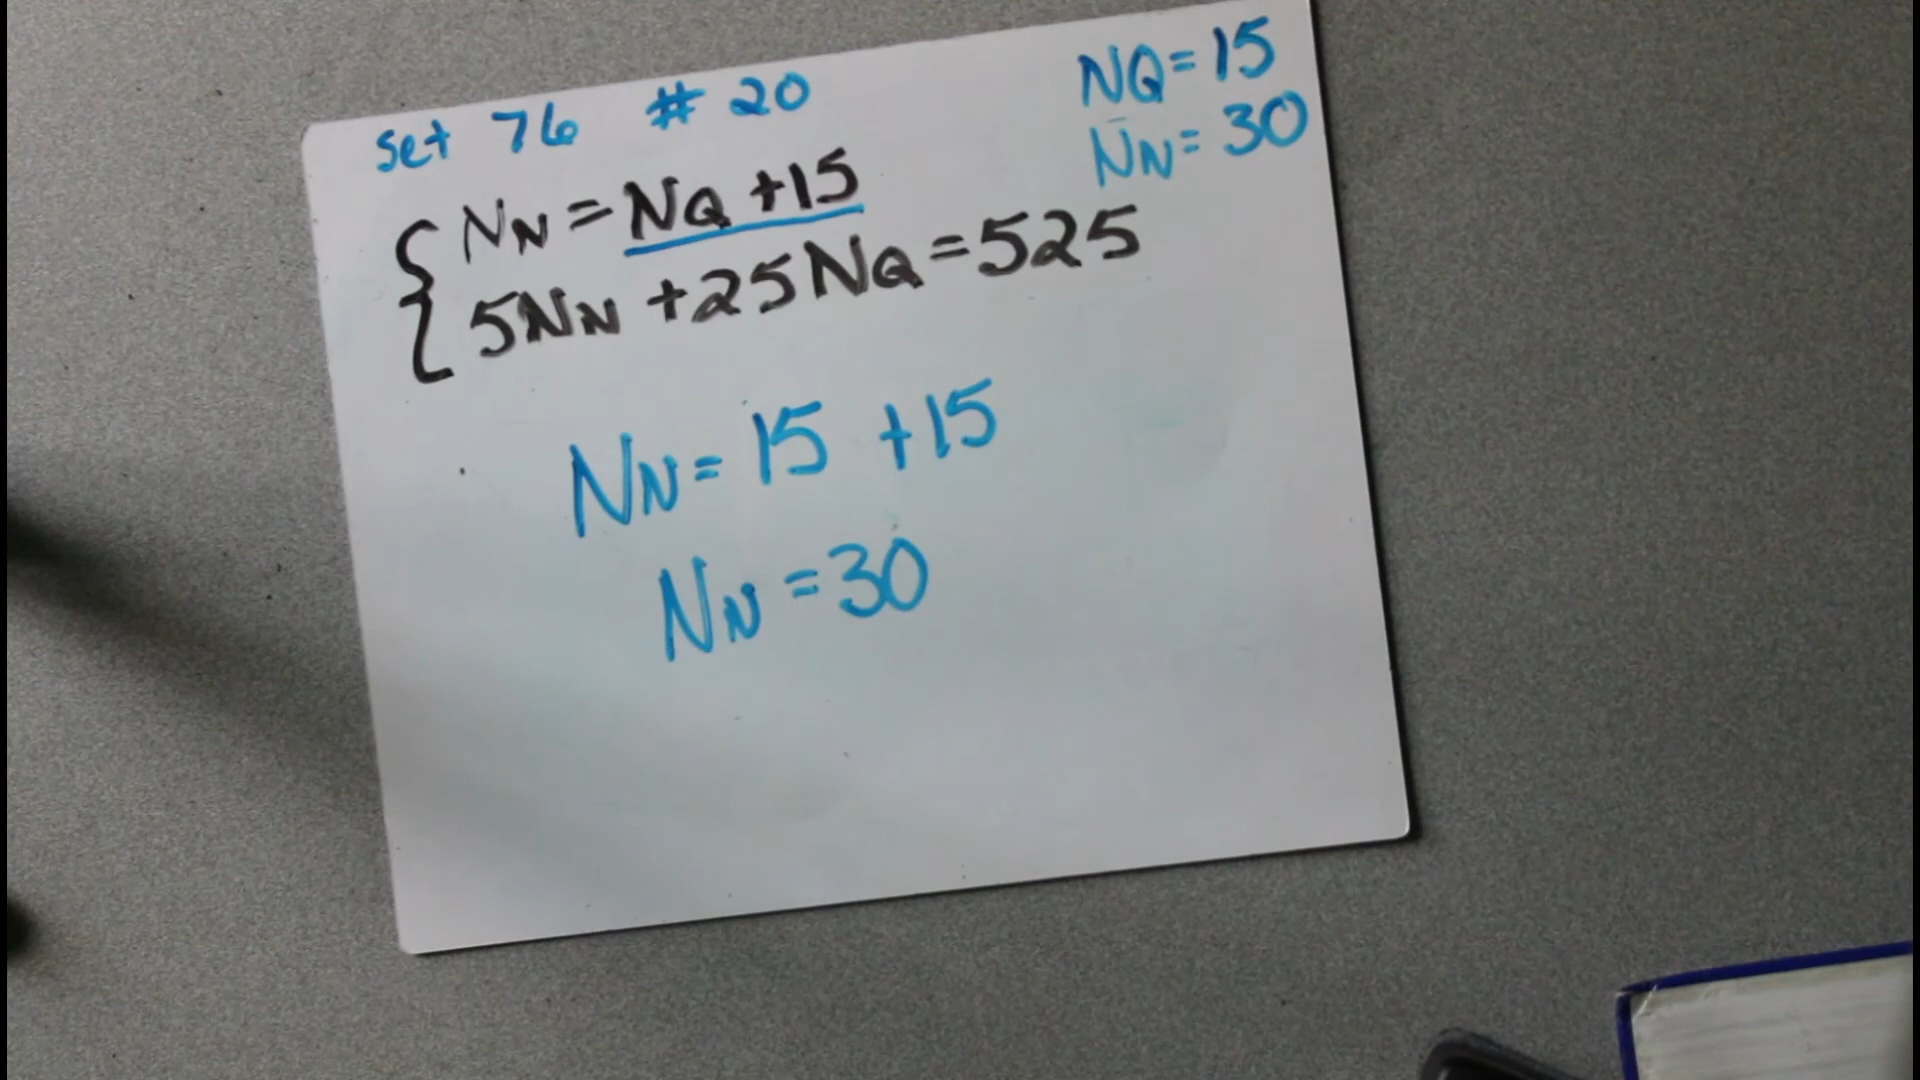 Set 76 # 20
NQ=15
NN=30
NN=NQ+15
5NN+25NQ=525
NN=15+15
NN=30